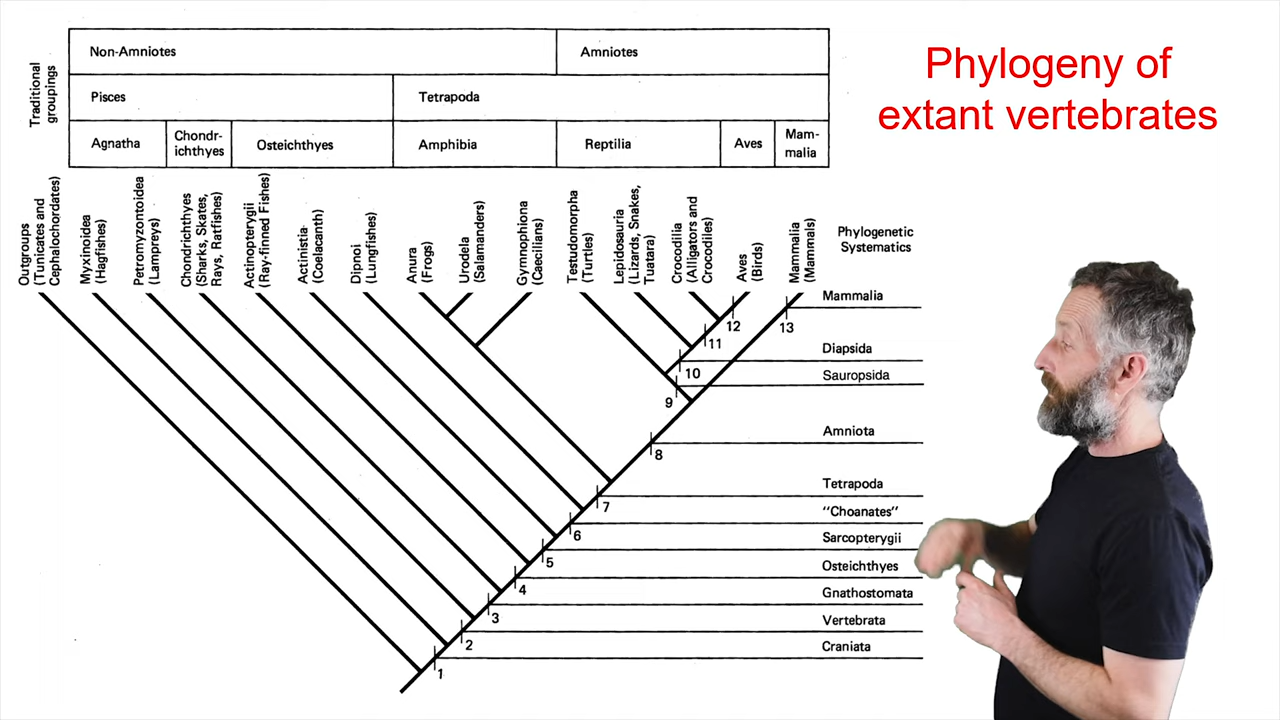 Phylogeny of
extant vertebrates
Traditional
groupings
Non-Amniotes
Amniotes
Pisces
Tetrapoda
Agnatha
Chondr-
ichthyes
Osteichthyes
Amphibia
Reptilia
Aves
Mam-
malia
Outgroups
(Tunicates and
Cephalochordates)
Myxinoidea
(Hagfishes)
Petromyzontoidea
(Lampreys)
Chondrichthyes
(Sharks, Skates,
Rays, Ratfishes)
Actinopterygii
(Ray-finned Fishes)
Actinistia
(Coelacanth)
Dipnoi
(Lungfishes)
Anura
(Frogs)
Urodela
(Salamanders)
Gymnophiona
(Caecilians)
Testudomorpha
(Turtles)
Lepidosauria
(Lizards, Snakes,
Tuatara)
Crocodilia
(Alligators and
Crocodiles)
Aves
(Birds)
Mammalia
(Mammals)
Phylogenetic
Systematics
Mammalia
12
13
11
Diapsida
10
Sauropsida
9
Amniota
8
Tetrapoda
7
"Choanates"
6
Sarcopterygii
5
Osteichthyes
4
Gnathostomata
3
Vertebrata
2
Craniata
1